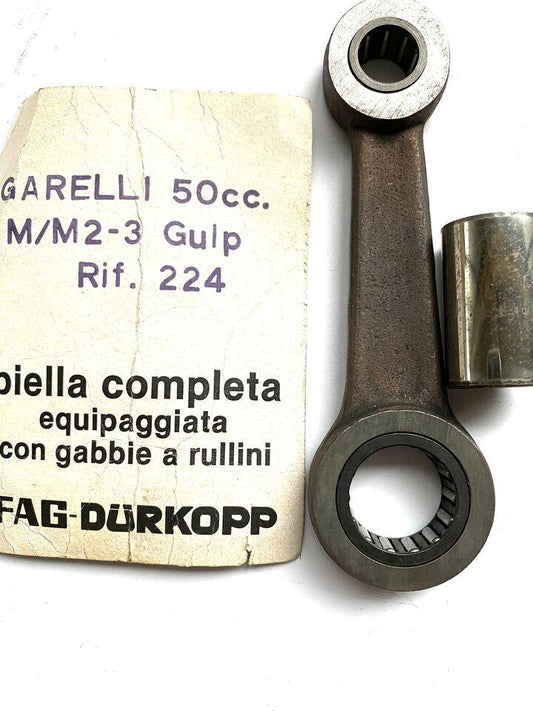 GARELLI 50cc.
M/M2-3 Gulp
Rif. 224
biella completa
equipaggiata
con gabbie a rullini
FAG-DÜRKOPP